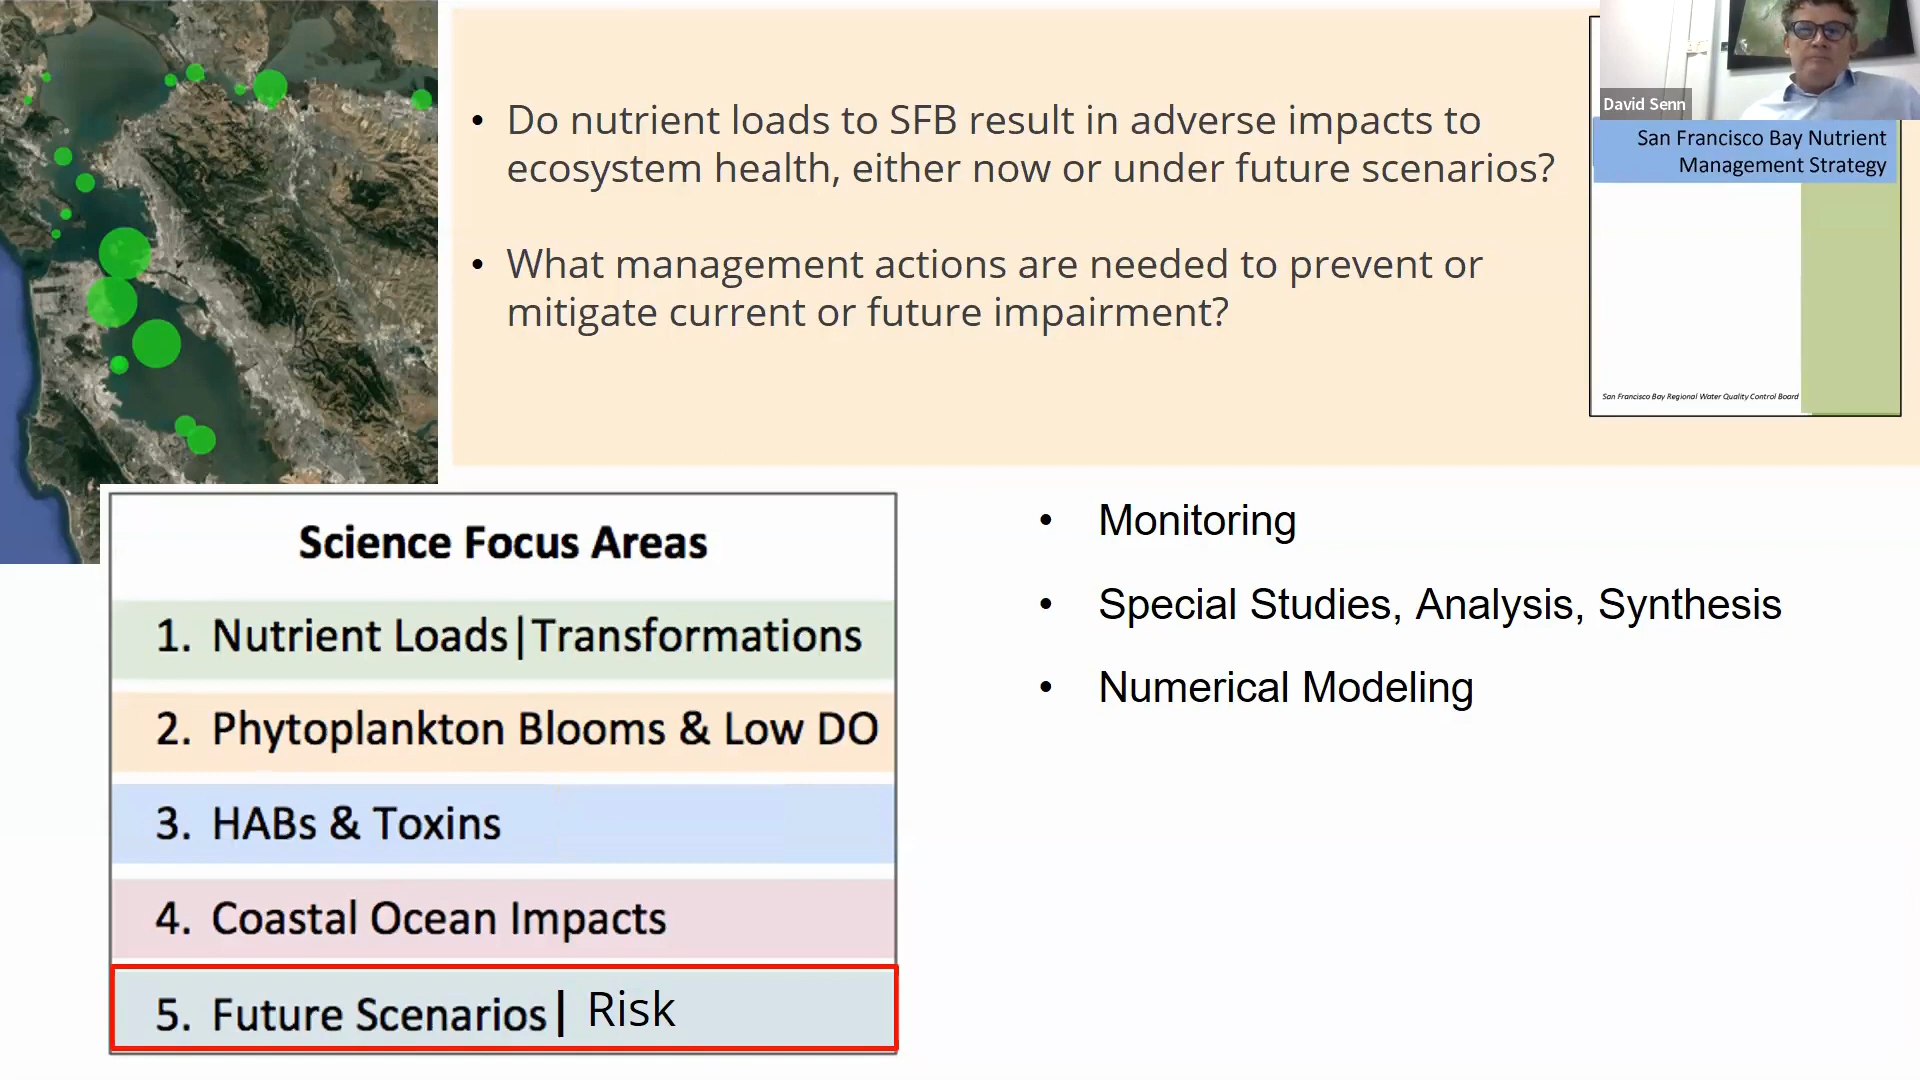 • Do nutrient loads to SFB result in adverse impacts to
ecosystem health, either now or under future scenarios?
• What management actions are needed to prevent or
mitigate current or future impairment?
David Senn
San Francisco Bay Nutrient
Management Strategy
San Francisco Bay Regional Water Quality Control Board
Science Focus Areas
1. Nutrient Loads|Transformations
2. Phytoplankton Blooms & Low DO
3. HABs & Toxins
4. Coastal Ocean Impacts
5. Future Scenarios| Risk
• Monitoring
• Special Studies, Analysis, Synthesis
• Numerical Modeling